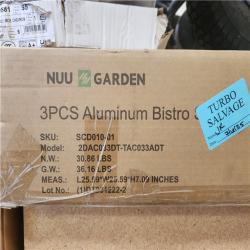 NUU GARDEN
3PCS Aluminum Bistro S
SKU: SCD010-01
MODEL: 2DAC033DT-TAC033ADT
N.W.: 30.86 LBS
G.W.: 36.16 LBS
MEAS.: L25.59*W25.59*H7.09 INCHES
LOT NO.:
TURBO
SALVAGE